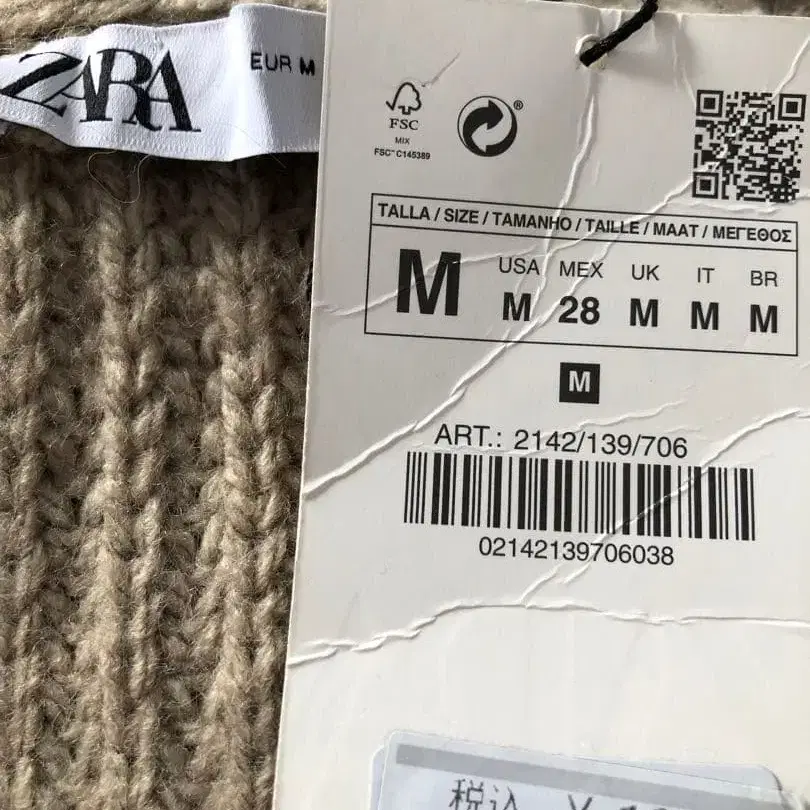 ZARA
EUR M
FSC
MIX
FSC™ C145389
®
TALLA / SIZE / TAMANHO / TAILLE / MAAT / ΜΕΓΕΘΟΣ
M
USA MEX UK IT BR
M 28 M M M
M
ART.: 2142/139/706
02142139706038
税込 ¥